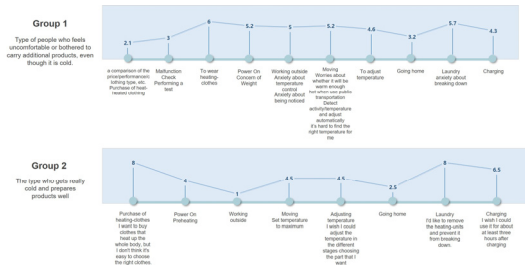 Group 1
Type of people who feels
uncomfortable or bothered to
carry additional products, even
though it is cold.
2.1
3
6
5.2
5
5.2
4.6
3.2
5.7
4.3
a comparison of the
price/performance/c
lothing type, etc.
Purchase of heat-
heated clothing
Malfunction
Check
Performing a
test
To wear
heating-
clothes
Power On
Concern of
Weight
Working outside
Anxiety about
temperature
control
Anxiety about
being noticed
Moving
Worries about
whether it will be
warm enough
but when use public
transportation
Detect
activity/temperature
and adjust
automatically
it's hard to find the
right temperature for
me
To adjust
temperature
Going home
Laundry
anxiety about
breaking down
Charging
Group 2
The type who gets really
cold and prepares
products well
8
4
1
4.5
4.5
2.5
8
6.5
Purchase of
heating-clothes
I want to buy
clothes that
heat up the
whole body, but
I don't think it's
easy to choose
the right clothes.
Power On
Preheating
Working
outside
Moving
Set temperature to
maximum
Adjusting
temperature
I wish I could
adjust the
temperature in
the different
stages choosing
the part that I
want
Going home
Laundry
I'd like to remove
the heating-units
and prevent it
from breaking
down.
Charging
I wish I could
use it for about
at least three
hours after
charging